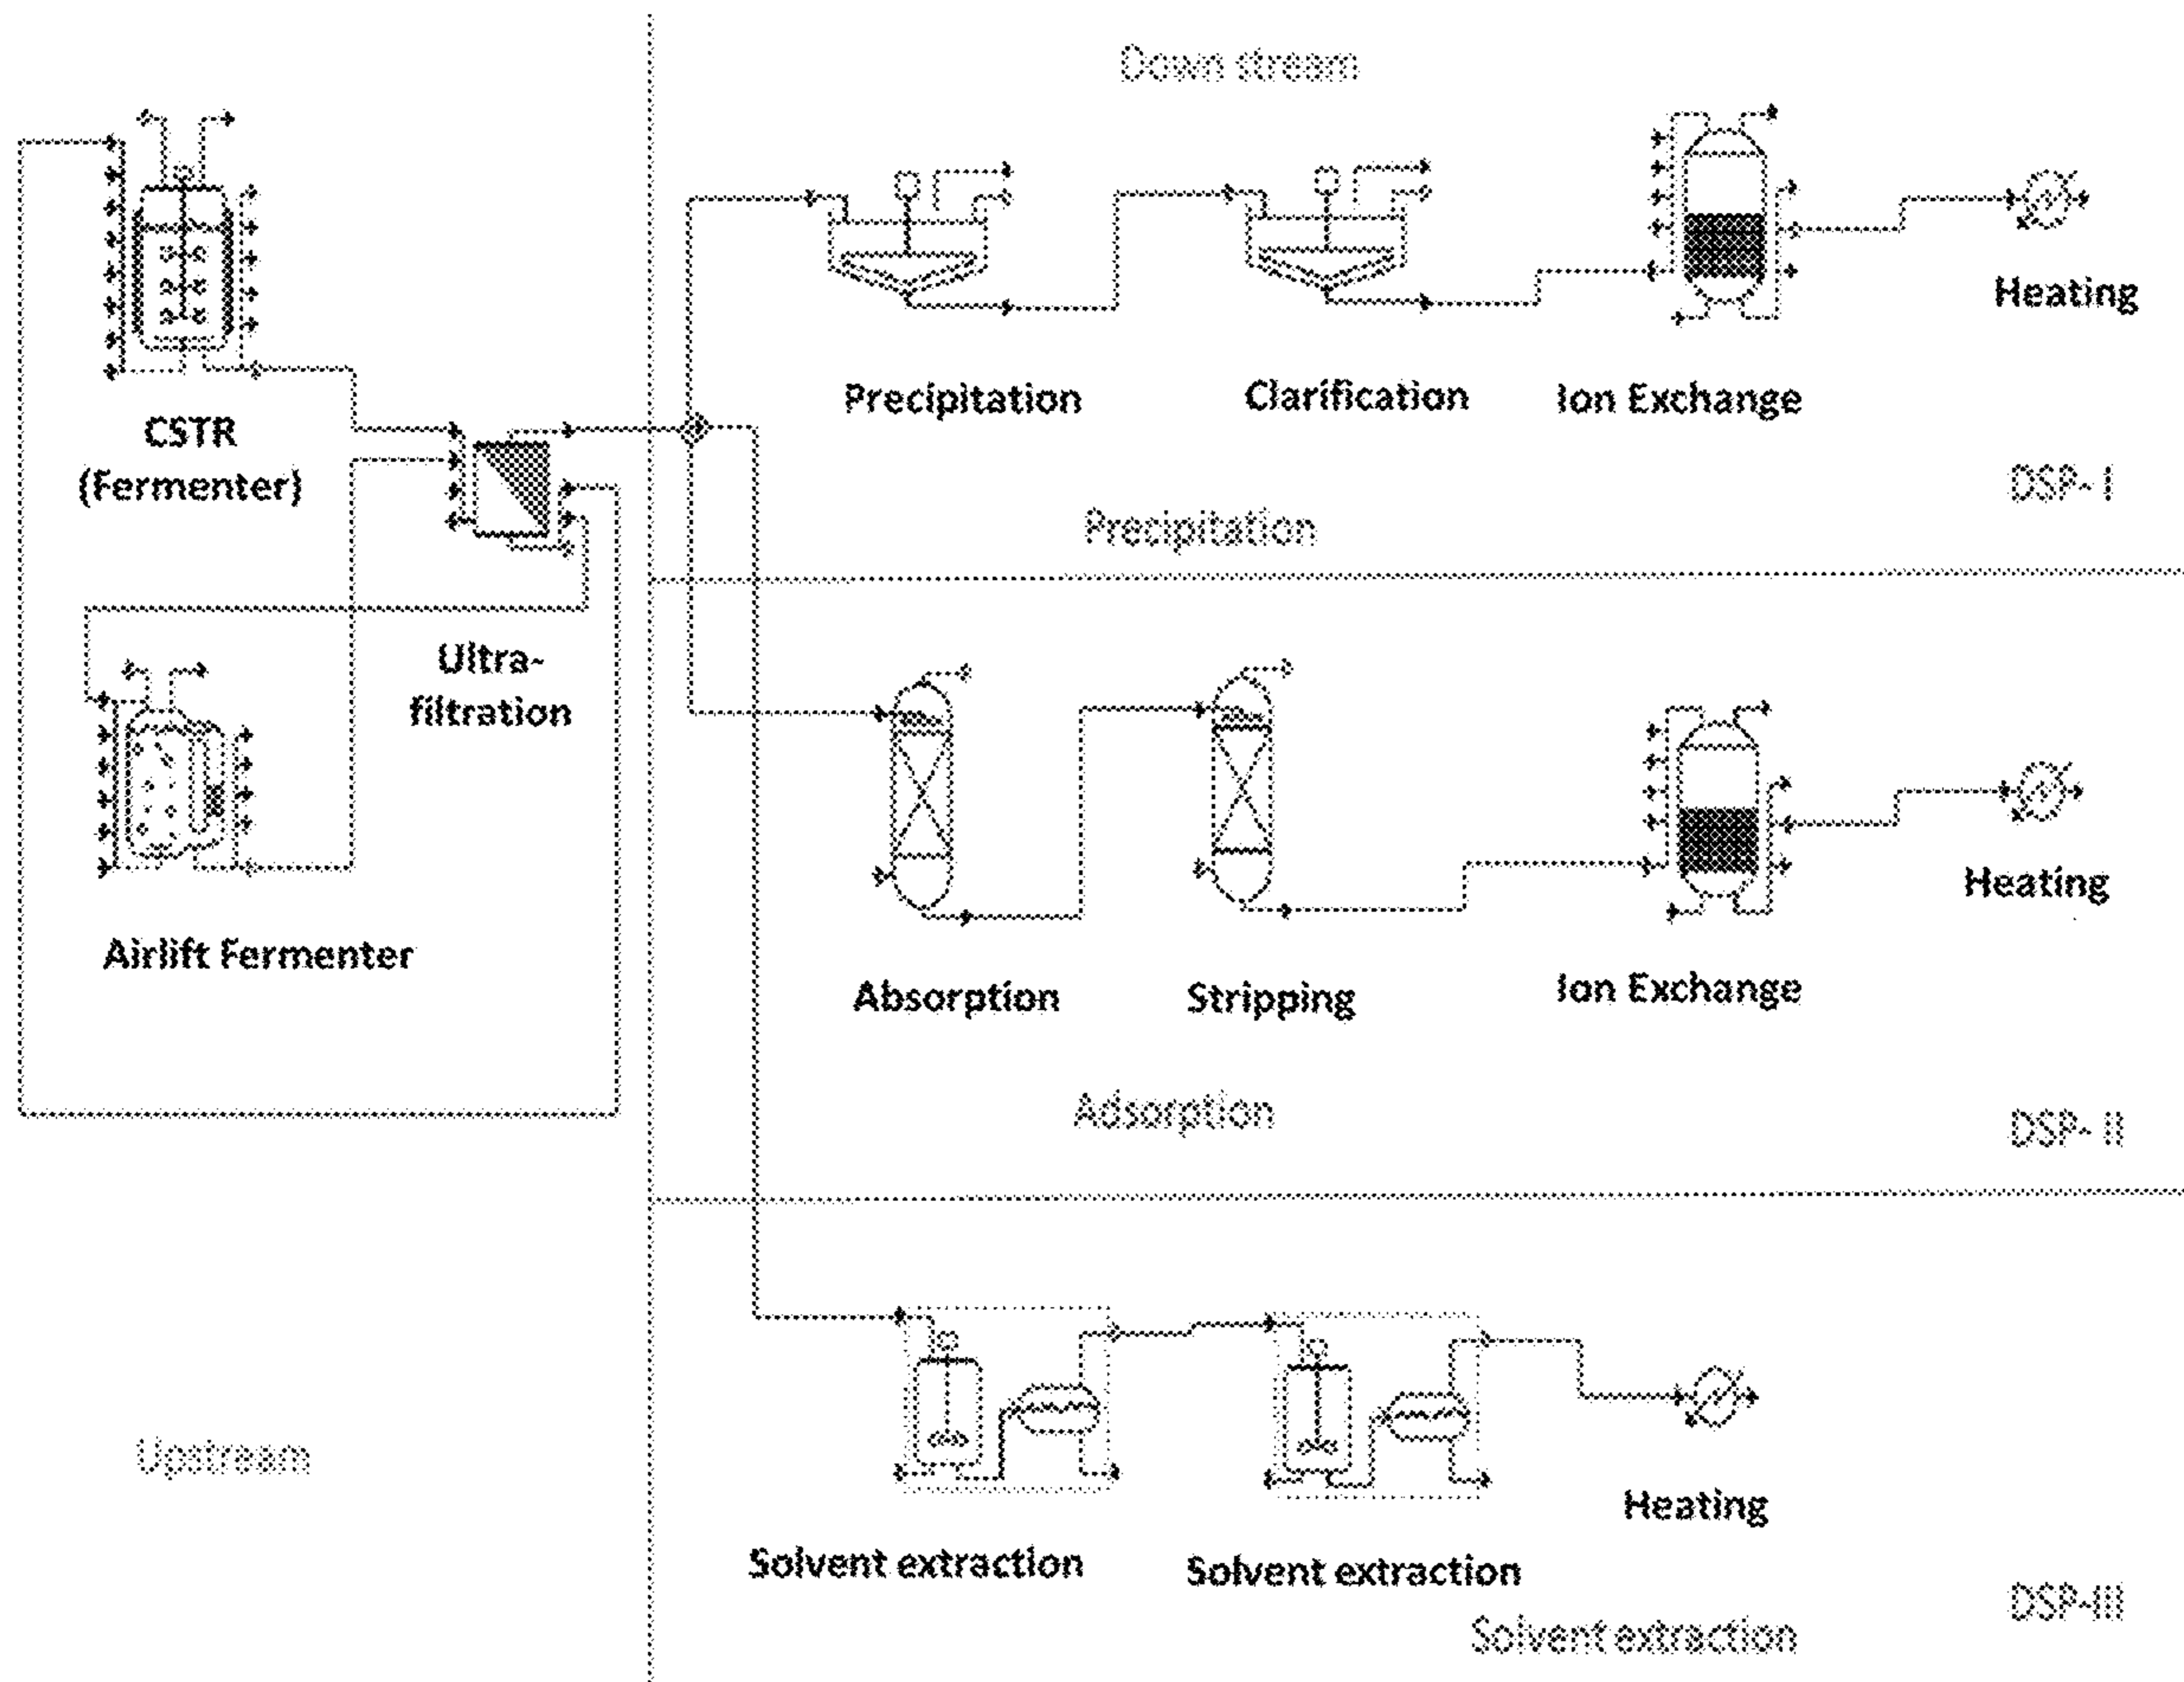 Down stream
CSTR
(Fermenter)
Ultra-
filtration
Airlift Fermenter
Upstream
Precipitation
Clarification
Ion Exchange
Heating
Precipitation
DSP- I
Absorption
Stripping
Ion Exchange
Heating
Adsorption
DSP- II
Solvent extraction
Solvent extraction
Heating
Solvent extraction
DSP-III